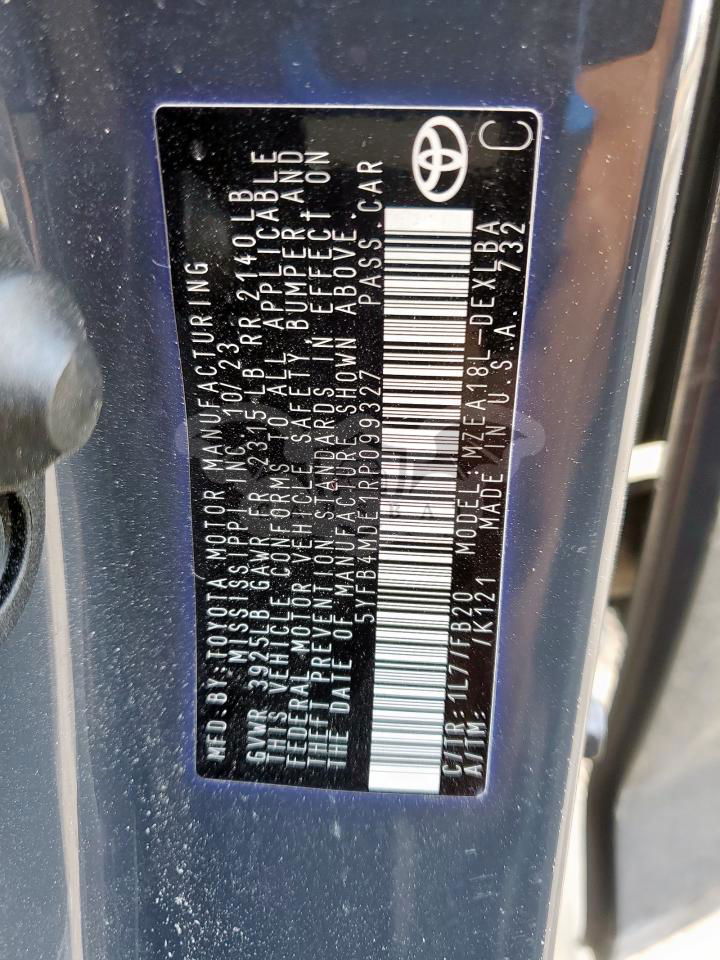 MFD.BY: TOYOTA MOTOR MANUFACTURING
MISSISSIPPI, INC. 10/23
GVWR 3925LB GAWR FR 2315 LB RR 2140LB
THIS VEHICLE CONFORMS TO ALL APPLICABLE
FEDERAL MOTOR VEHICLE SAFETY, BUMPER AND
THEFT PREVENTION STANDARDS IN EFFECT ON
THE DATE OF MANUFACTURE SHOWN ABOVE.
5YFB4MDE1RP099327 PASS.CAR
C/TR: 1L7/FB20 MODEL MZEA18L-DEXLBA
A/TM: /K121 MADE IN U.S.A. 732
C